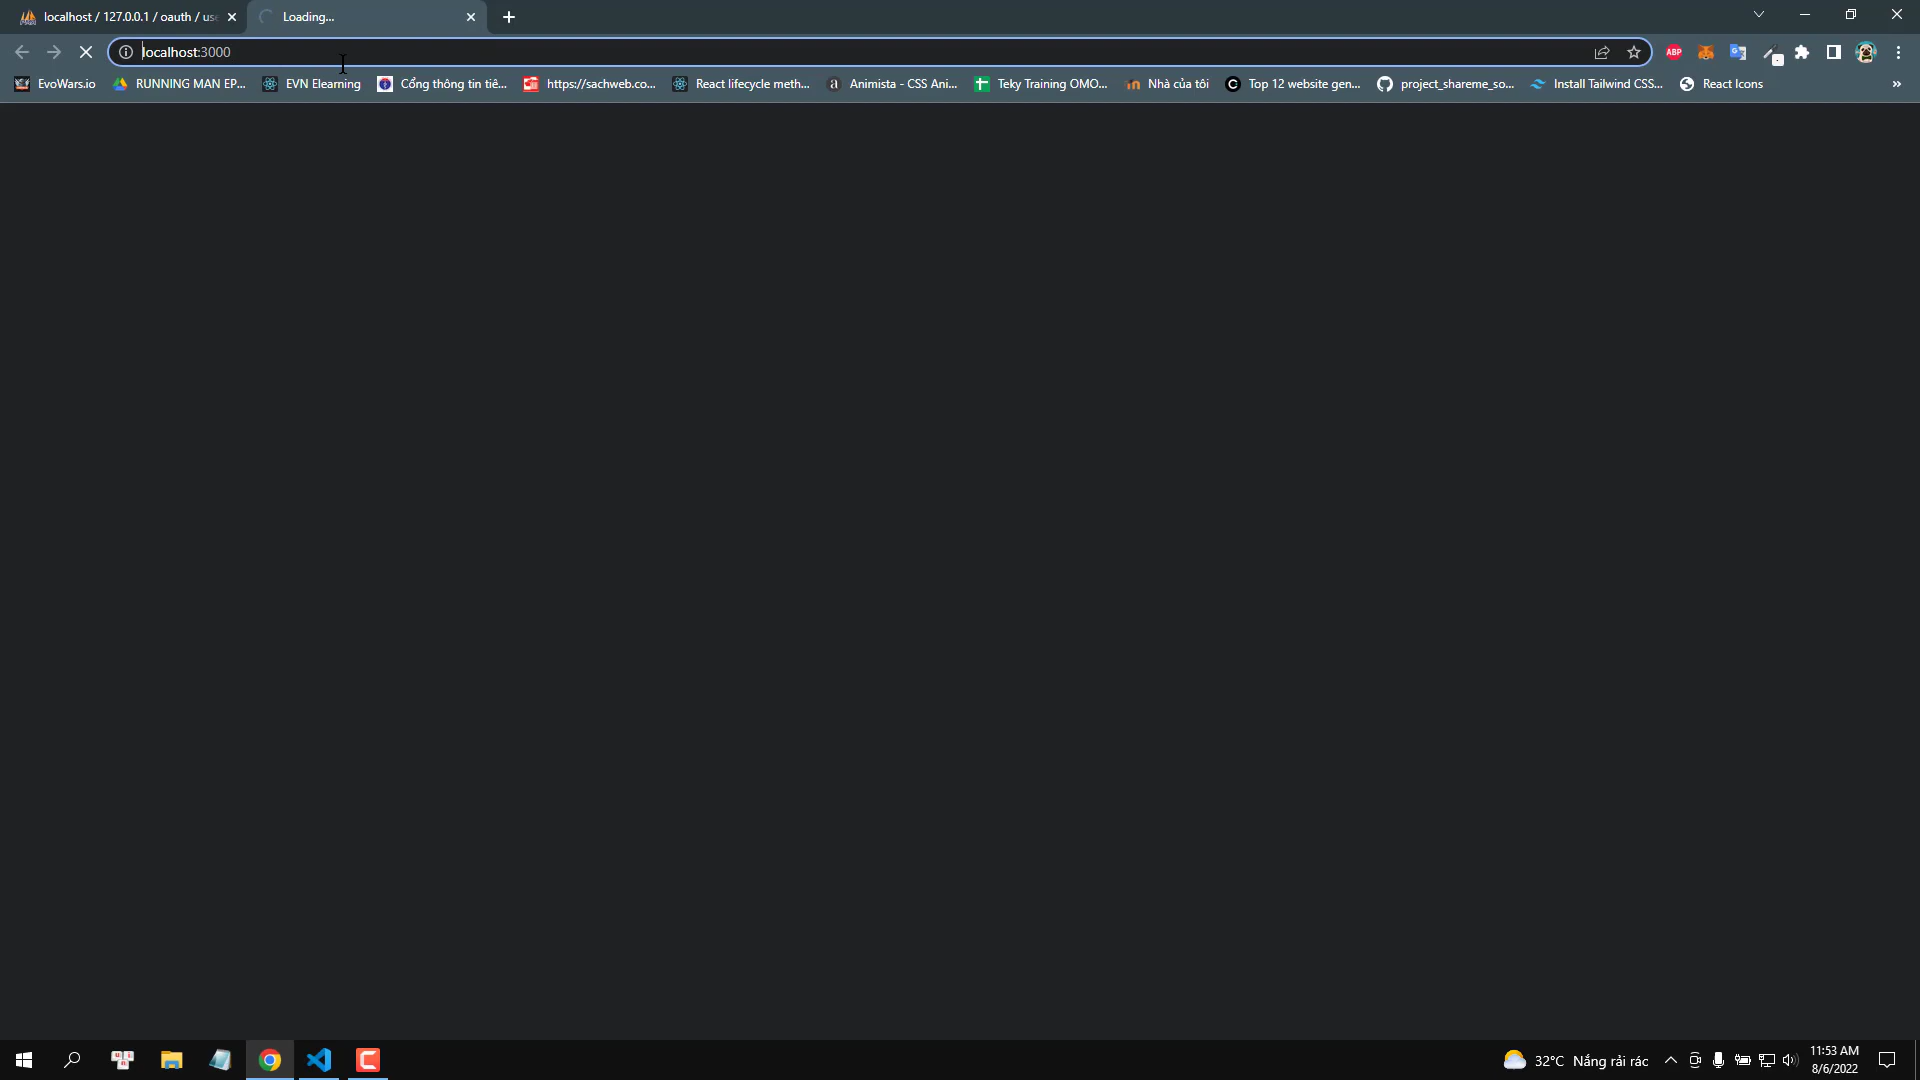 localhost / 127.0.0.1 / oauth / use
Loading...
localhost:3000
EvoWars.io
RUNNING MAN EP...
EVN Elearning
Cổng thông tin tiê...
https://sachweb.co...
React lifecycle meth...
Animista - CSS Ani...
Teky Training OMO...
Nhà của tôi
Top 12 website gen...
project_shareme_so...
Install Tailwind CSS...
React Icons
ABP
32°C Nắng rải rác
11:53 AM
8/6/2022